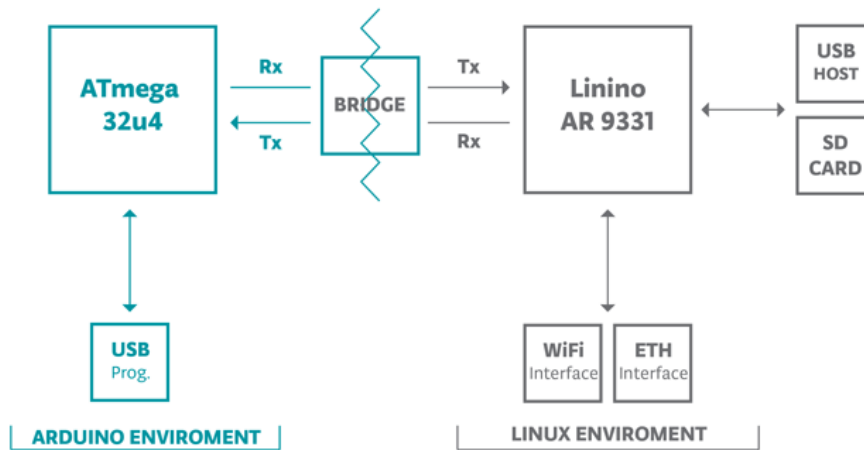 ATmega
32u4
Rx
Tx
BRIDGE
Tx
Rx
Linino
AR 9331
USB
HOST
SD
CARD
USB
Prog.
WiFi
Interface
ETH
Interface
ARDUINO ENVIROMENT
LINUX ENVIROMENT